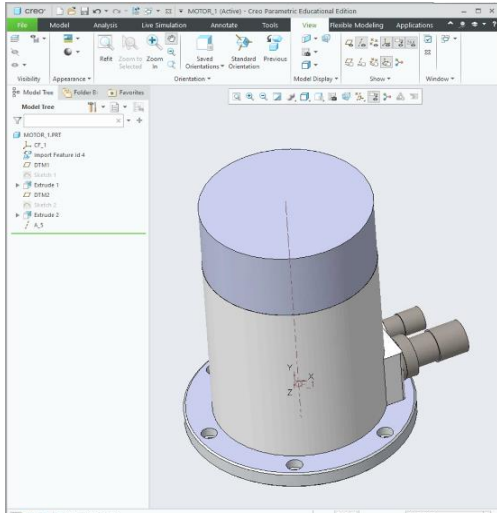 creo MOTOR_1 (Active) - Creo Parametric Educational Edition
File Model Analysis Live Simulation Annotate Tools View Flexible Modeling Applications
Refit Zoom to Selected Zoom In Saved Orientations Standard Orientation Previous
Visibility Appearance Orientation Model Display Show Window
Model Tree Folder B Favorites
Model Tree
MOTOR_1.PRT
CF_1
Import Feature id 4
DTM1
Sketch 1
Extrude 1
DTM2
Sketch 2
Extrude 2
A_5
Y
X
Z